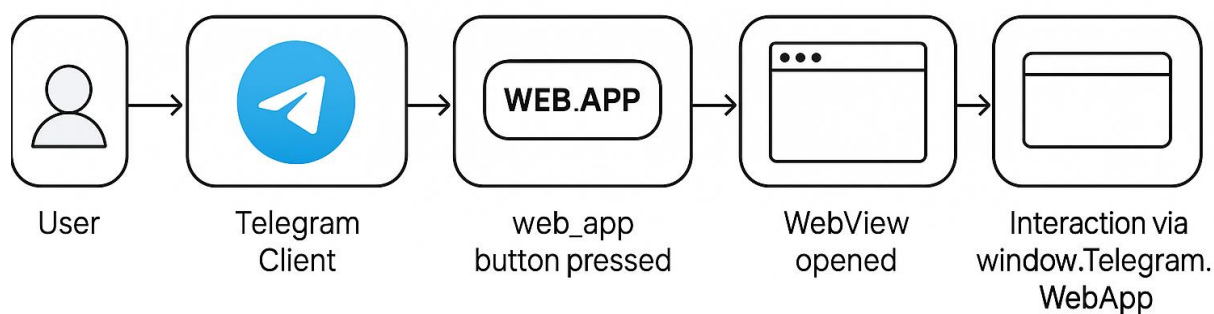 WEB.APP
User
Telegram
Client
web_app
button pressed
WebView
opened
Interaction via
window.Telegram.
WebApp